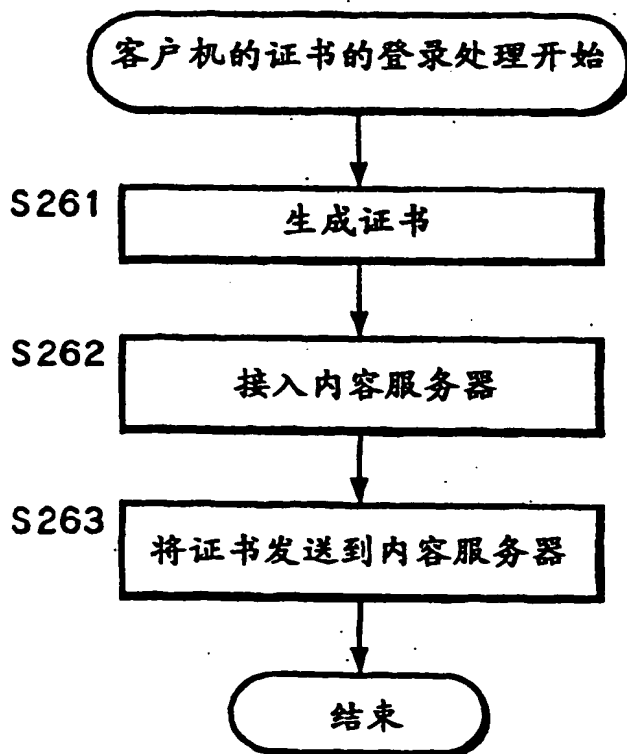 客户机的证书的登录处理开始
S261
生成证书
S262
接入内容服务器
S263
将证书发送到内容服务器
结束